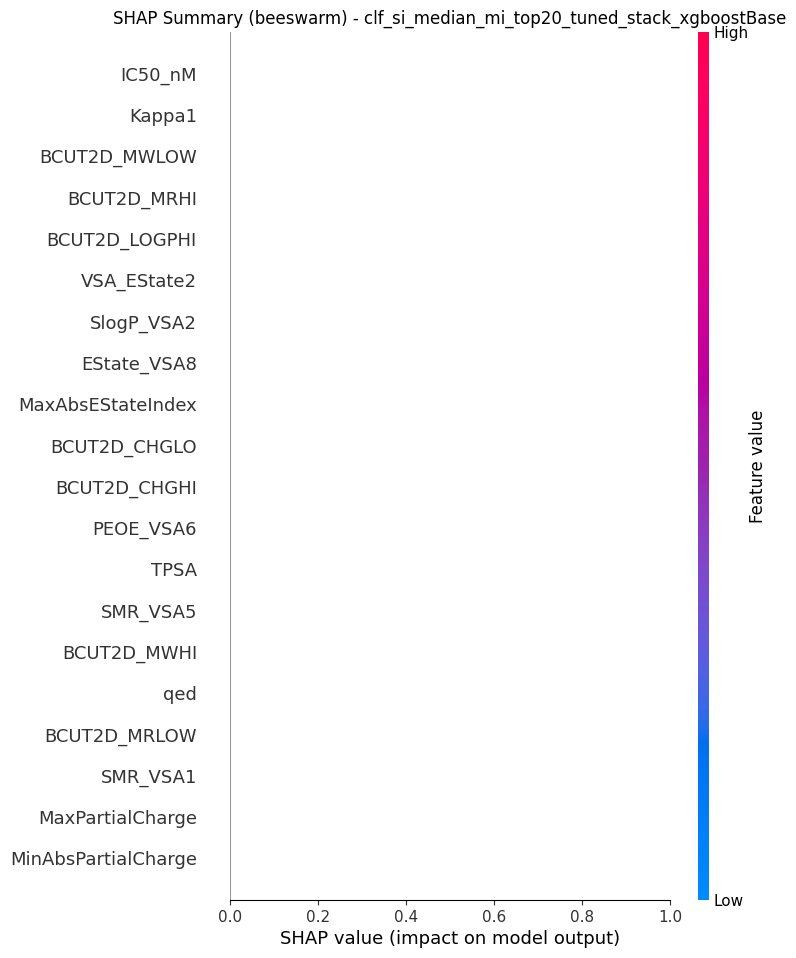 SHAP Summary (beeswarm) - clf_si_median_mi_top20_tuned_stack_xgboostBase
High
IC50_nM
Kappa1
BCUT2D_MWLOW
BCUT2D_MRHI
BCUT2D_LOGPHI
VSA_EState2
SlogP_VSA2
EState_VSA8
MaxAbsEStateIndex
BCUT2D_CHGLO
BCUT2D_CHGHI
PEOE_VSA6
TPSA
SMR_VSA5
BCUT2D_MWHI
qed
BCUT2D_MRLOW
SMR_VSA1
MaxPartialCharge
MinAbsPartialCharge
Feature value
Low
0.0 0.2 0.4 0.6 0.8 1.0
SHAP value (impact on model output)